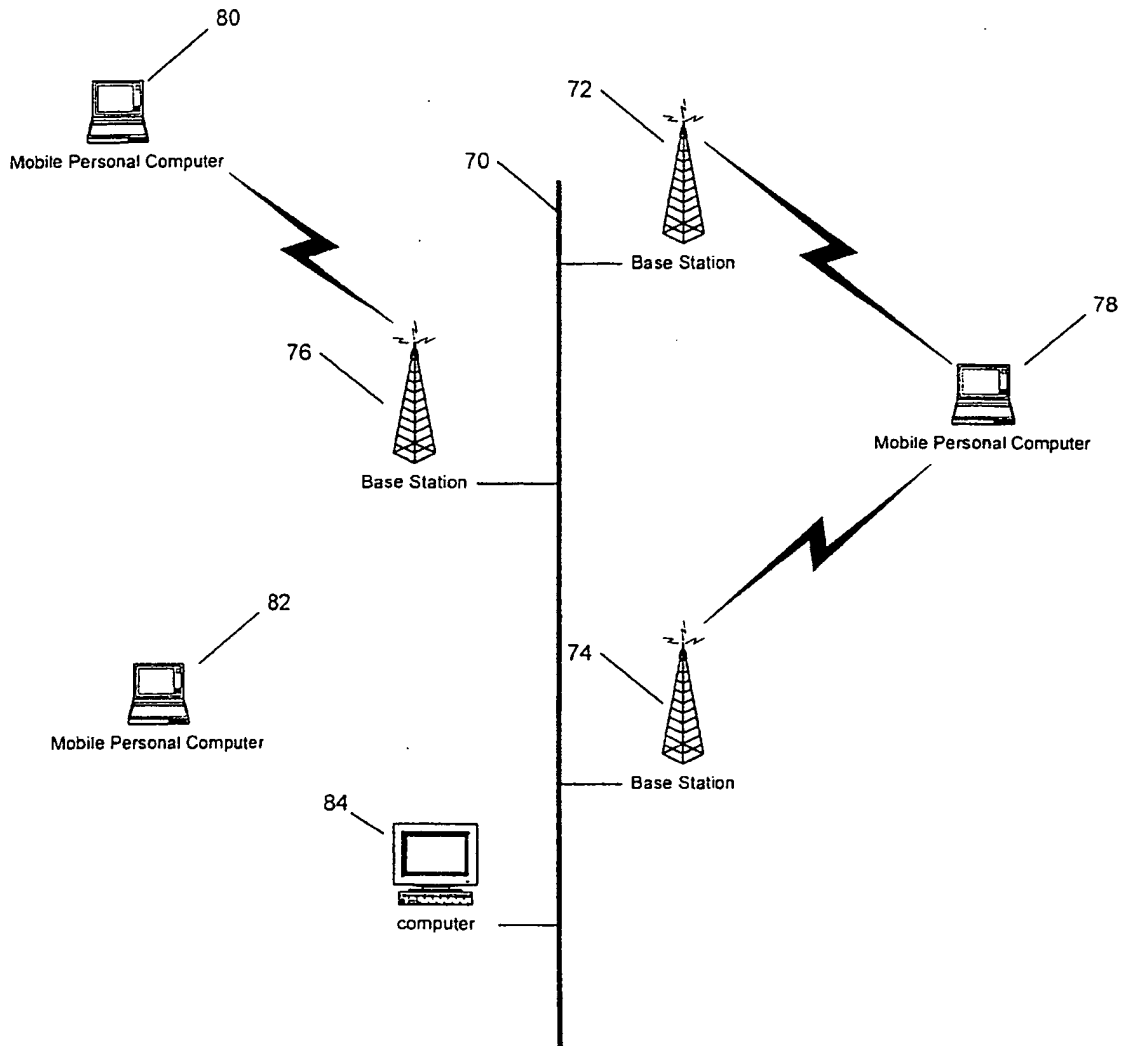 80
Mobile Personal Computer
72
70
Base Station
78
Mobile Personal Computer
76
Base Station
82
Mobile Personal Computer
74
Base Station
84
computer